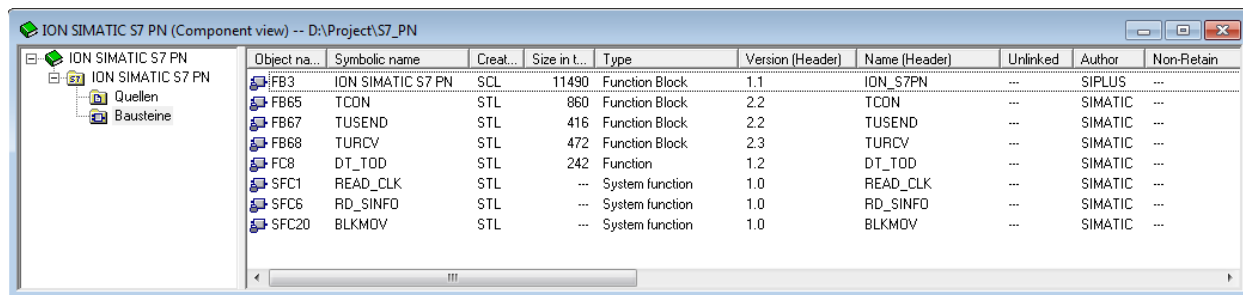 ION SIMATIC S7 PN (Component view) -- D:\Project\S7_PN
ION SIMATIC S7 PN
ION SIMATIC S7 PN
Quellen
Bausteine
Object na... Symbolic name Creat... Size in t... Type Version (Header) Name (Header) Unlinked Author Non-Retain
FB3 ION SIMATIC S7 PN SCL 11490 Function Block 1.1 ION_S7PN --- SIPLUS ---
FB65 TCON STL 860 Function Block 2.2 TCON --- SIMATIC ---
FB67 TUSEND STL 416 Function Block 2.2 TUSEND --- SIMATIC ---
FB68 TURCV STL 472 Function Block 2.3 TURCV --- SIMATIC ---
FC8 DT_TOD STL 242 Function 1.2 DT_TOD --- SIMATIC ---
SFC1 READ_CLK STL --- System function 1.0 READ_CLK --- SIMATIC ---
SFC6 RD_SINFO STL --- System function 1.0 RD_SINFO --- SIMATIC ---
SFC20 BLKMOV STL --- System function 1.0 BLKMOV --- SIMATIC ---